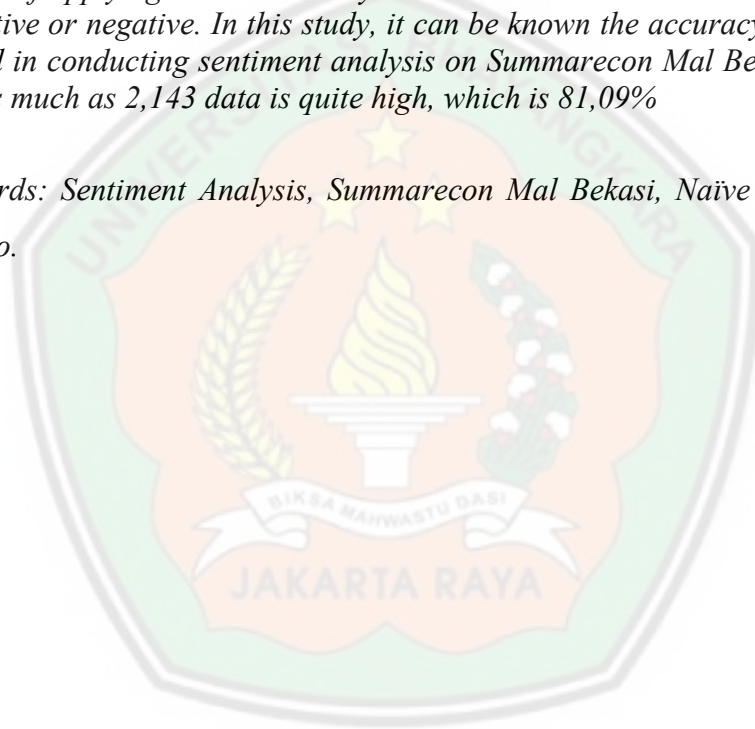 tive or negative. In this study, it can be known the accuracy
in conducting sentiment analysis on Summarecon Mal Be
much as 2,143 data is quite high, which is 81,09%
rds: Sentiment Analysis, Summarecon Mal Bekasi, Naïve
o.
UNIVERSITAS BHAYANGKARA
BIKSA MAHWASTU DASI
JAKARTA RAYA